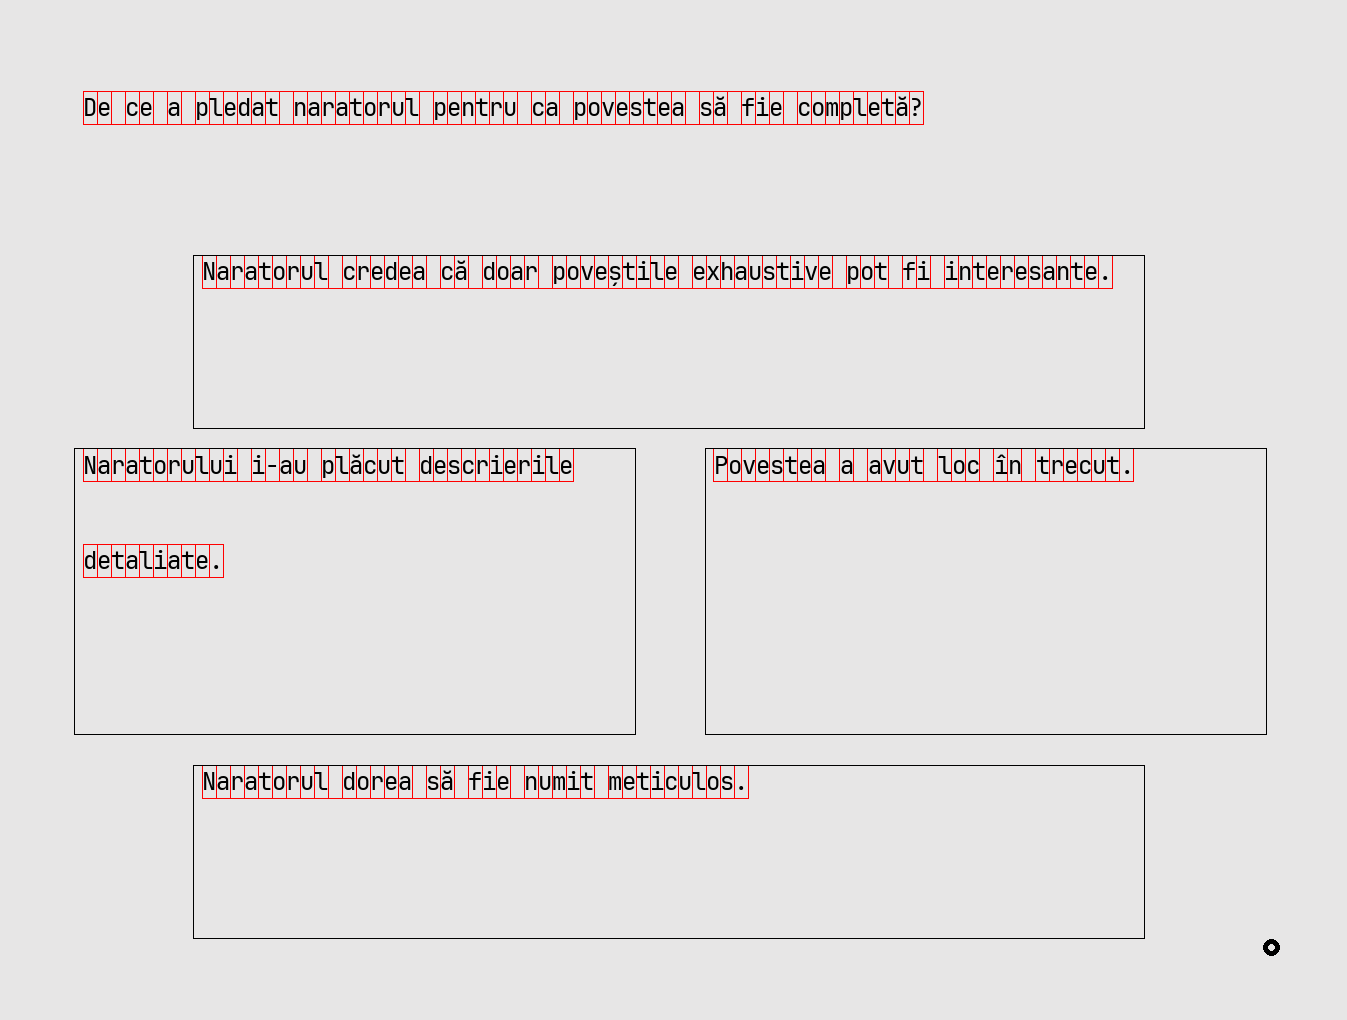 De ce a pledat naratorul pentru ca povestea să fie completă?
Naratorul credea că doar poveștile exhaustive pot fi interesante.
Naratorului i-au plăcut descrierile
detaliate.
Povestea a avut loc în trecut.
Naratorul dorea să fie numit meticulos.